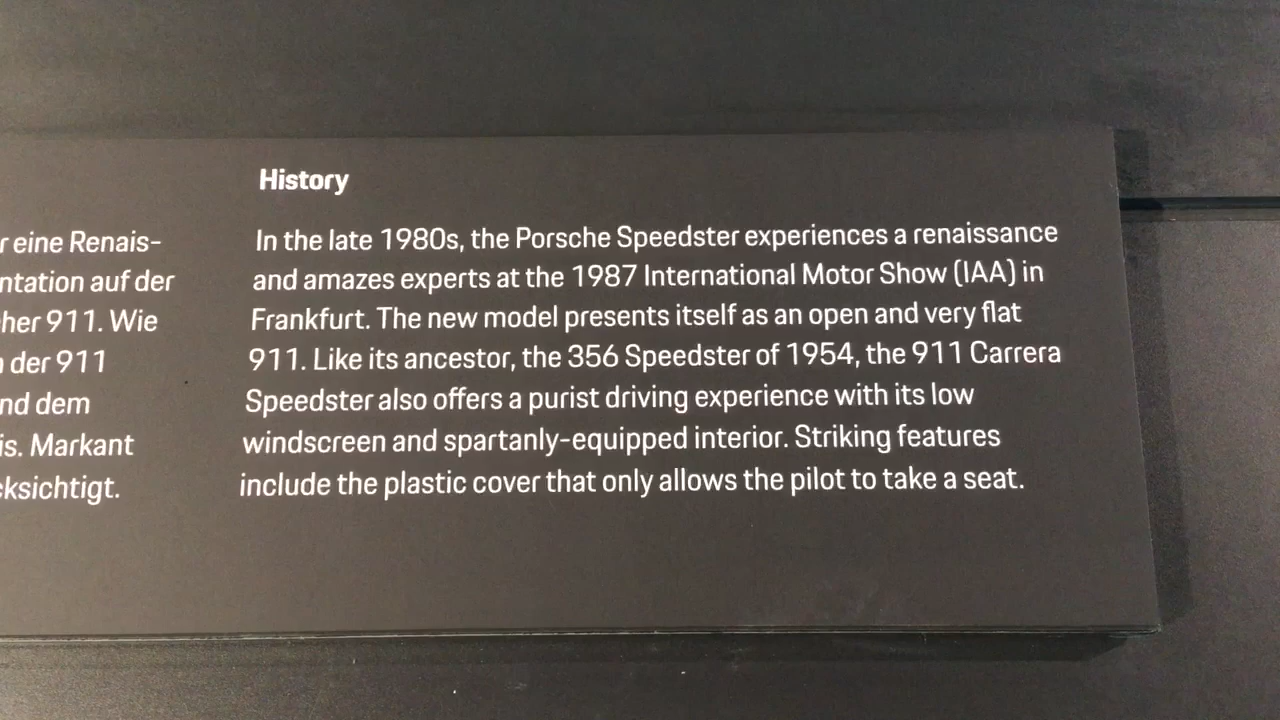 r eine Renais-
ntation auf der
her 911. Wie
der 911
nd dem
is. Markant
cksichtigt.
History
In the late 1980s, the Porsche Speedster experiences a renaissance
and amazes experts at the 1987 International Motor Show (IAA) in
Frankfurt. The new model presents itself as an open and very flat
911. Like its ancestor, the 356 Speedster of 1954, the 911 Carrera
Speedster also offers a purist driving experience with its low
windscreen and spartanly-equipped interior. Striking features
include the plastic cover that only allows the pilot to take a seat.